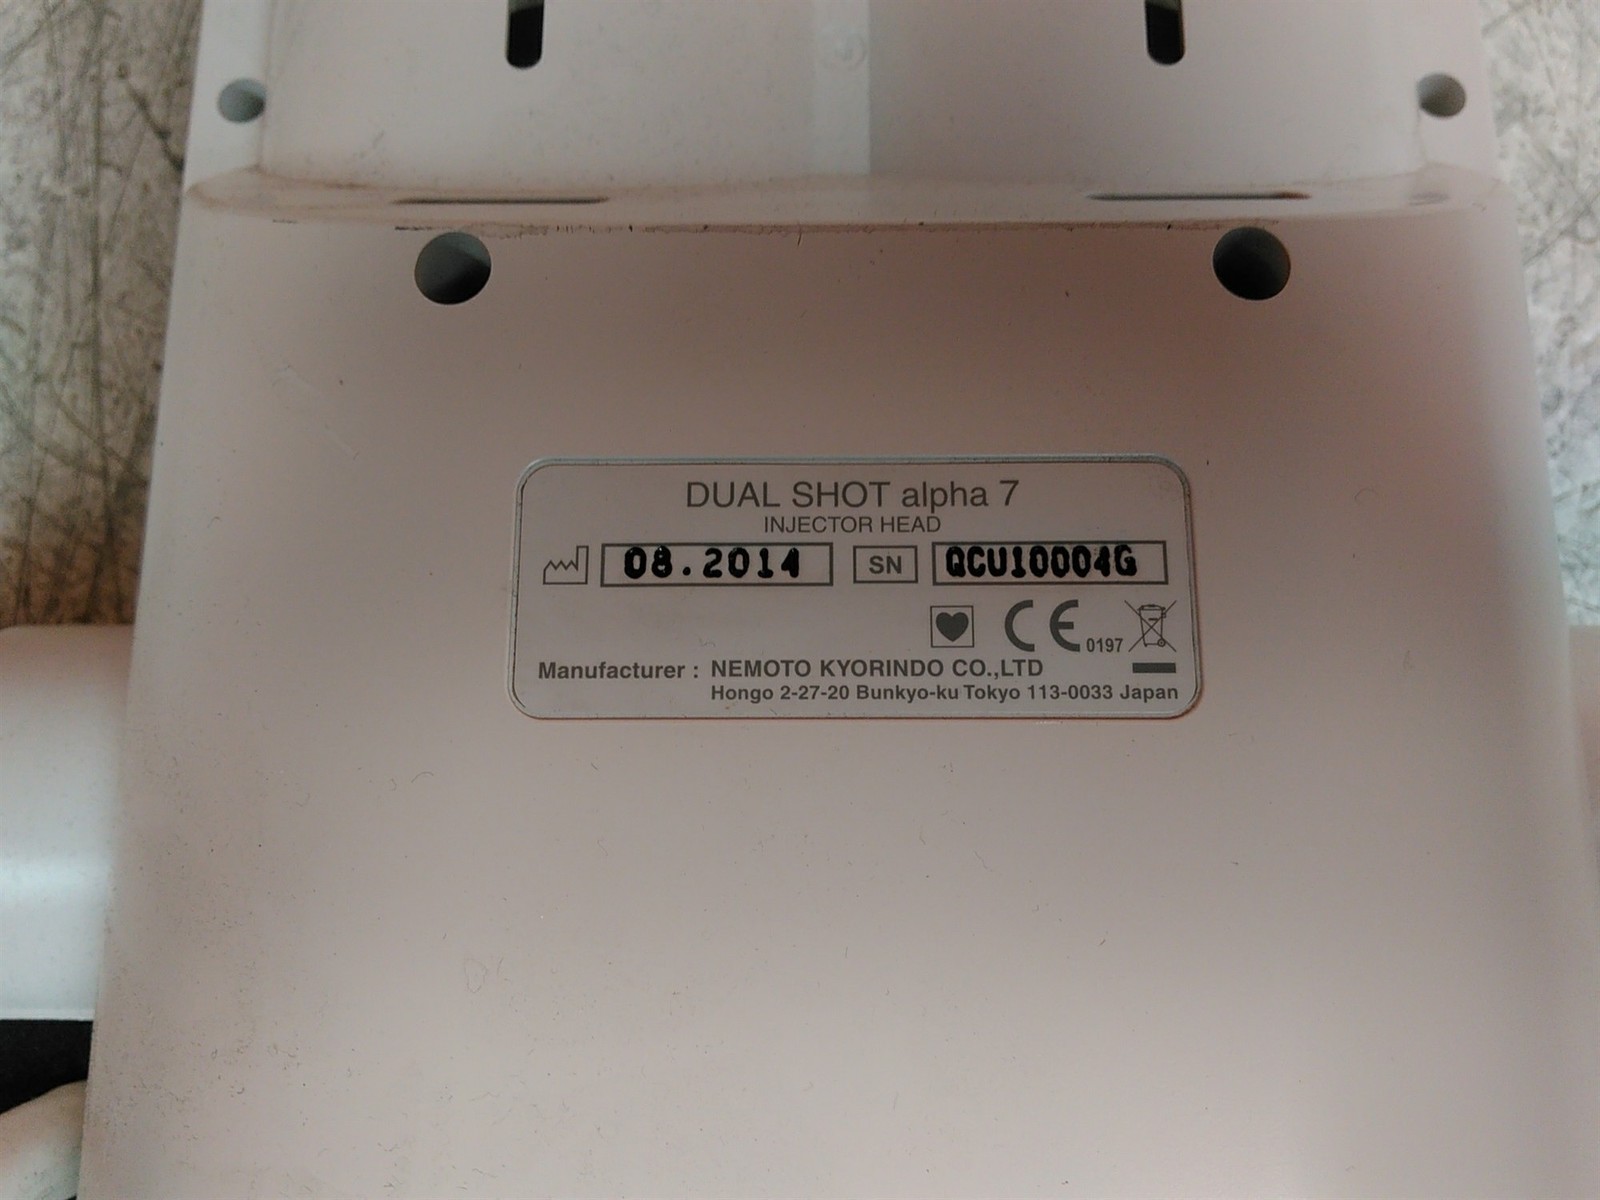 DUAL SHOT alpha 7
INJECTOR HEAD
08.2014 SN QCU10004G
CE 0197
Manufacturer : NEMOTO KYORINDO CO.,LTD
Hongo 2-27-20 Bunkyo-ku Tokyo 113-0033 Japan